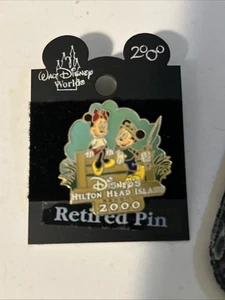 Walt Disney
World
2000
Disney's
Hilton Head Island
2000
Retired Pin